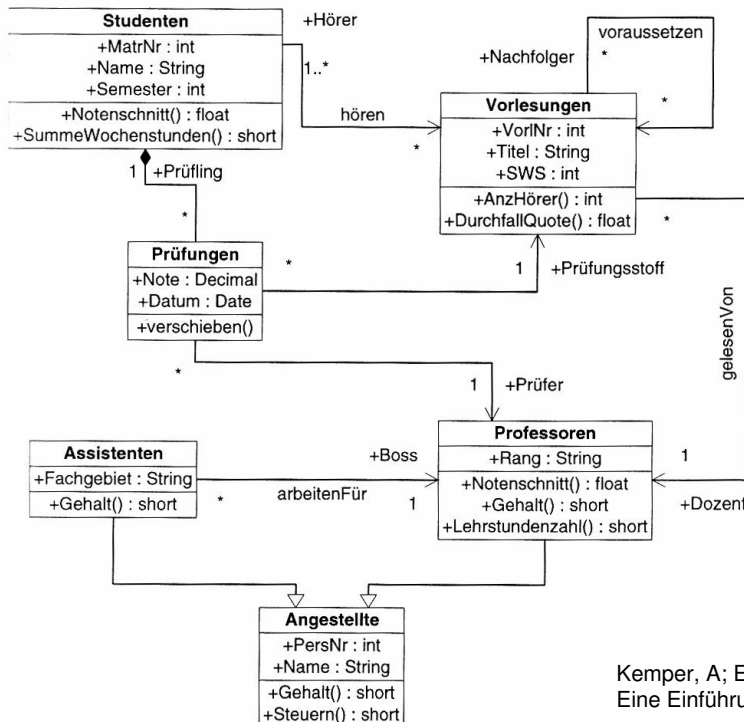 Studenten
+MatrNr : int
+Name : String
+Semester : int
+Notenschnitt() : float
+SummeWochenstunden() : short
+Hörer
1..*
hören
*
voraussetzen
+Nachfolger
*
*
Vorlesungen
+VorlNr : int
+Titel : String
+SWS : int
+AnzHörer() : int
+DurchfallQuote() : float
*
1
+Prüfling
*
Prüfungen
+Note : Decimal
+Datum : Date
+verschieben()
*
1
+Prüfungsstoff
gelesenVon
*
1
+Prüfer
Assistenten
+Fachgebiet : String
+Gehalt() : short
*
arbeitenFür
+Boss
1
Professoren
+Rang : String
+Notenschnitt() : float
+Gehalt() : short
+Lehrstundenzahl() : short
1
+Dozent
Angestellte
+PersNr : int
+Name : String
+Gehalt() : short
+Steuern() : short
Kemper, A; E
Eine Einführu